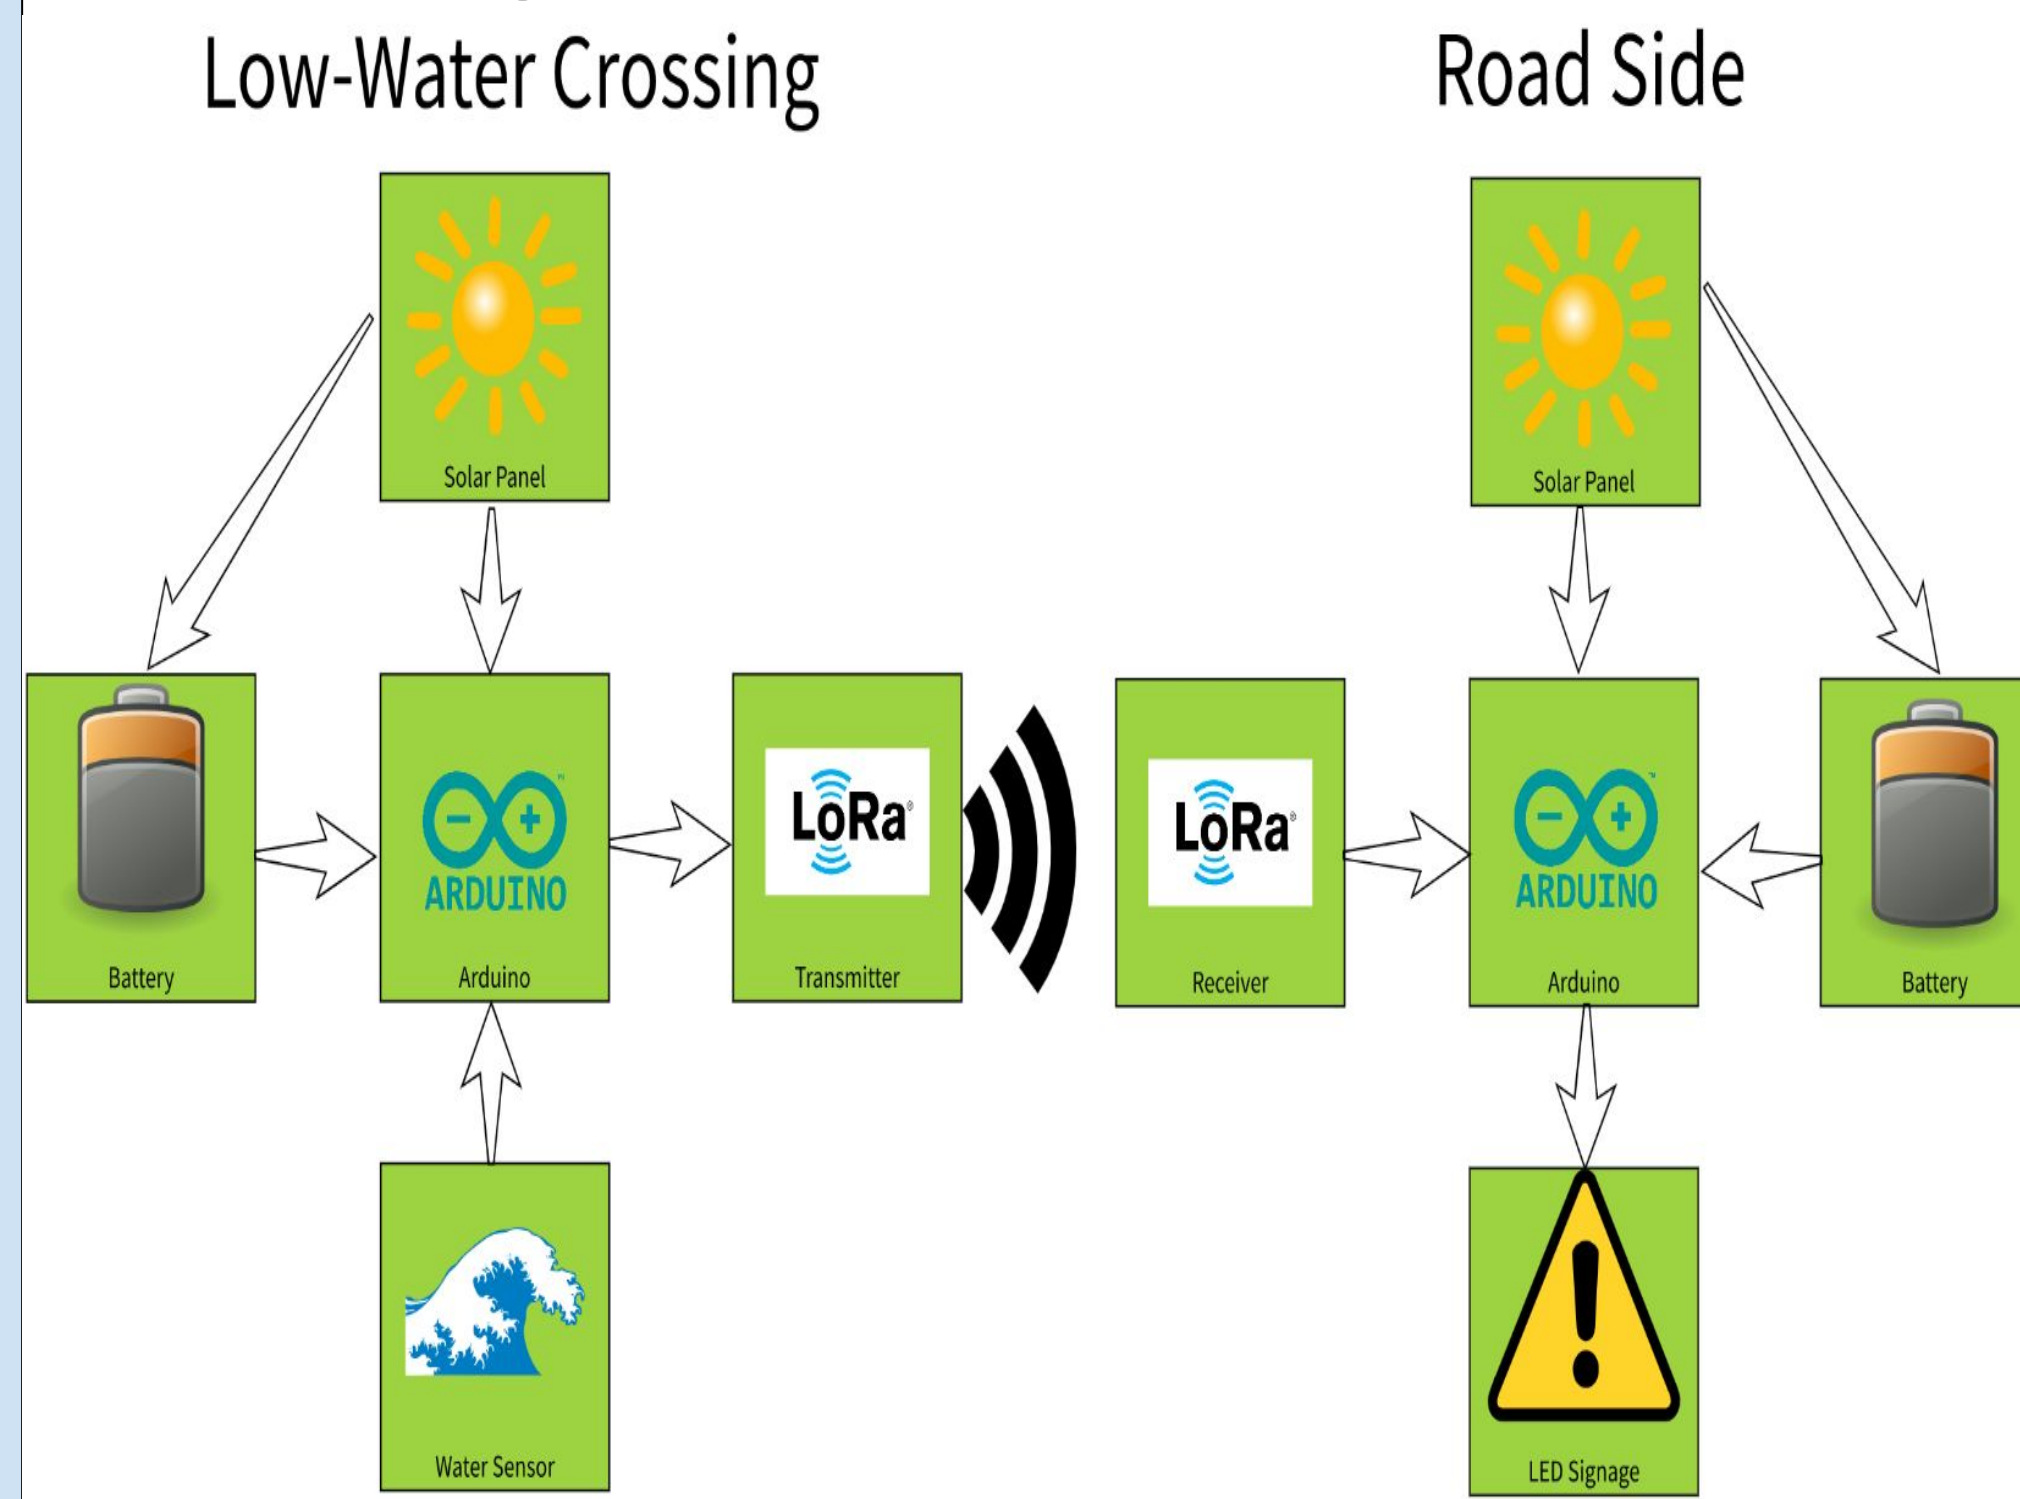 Low-Water Crossing
Road Side
Solar Panel
Solar Panel
ARDUINO
LoRa®
LoRa®
ARDUINO
Battery
Arduino
Transmitter
Receiver
Arduino
Battery
Water Sensor
LED Signage